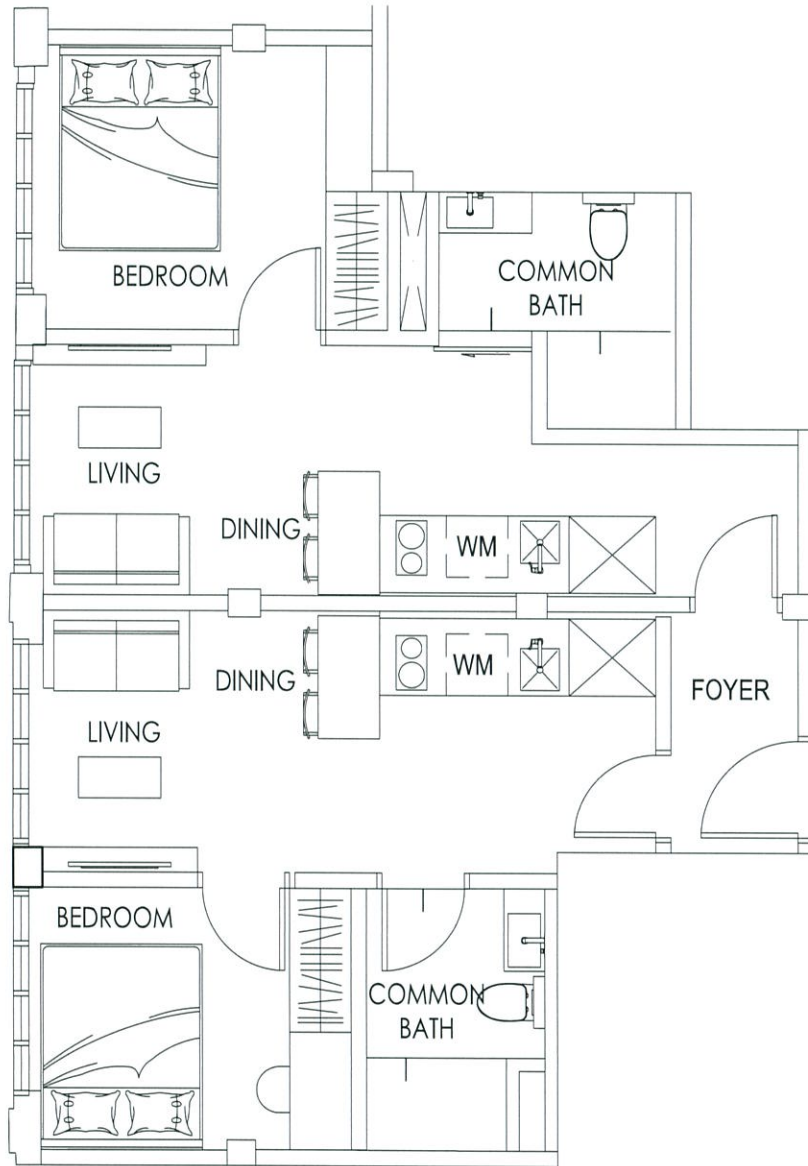 BEDROOM
COMMON
BATH
LIVING
DINING
WM
DINING
WM
FOYER
LIVING
BEDROOM
COMMON
BATH